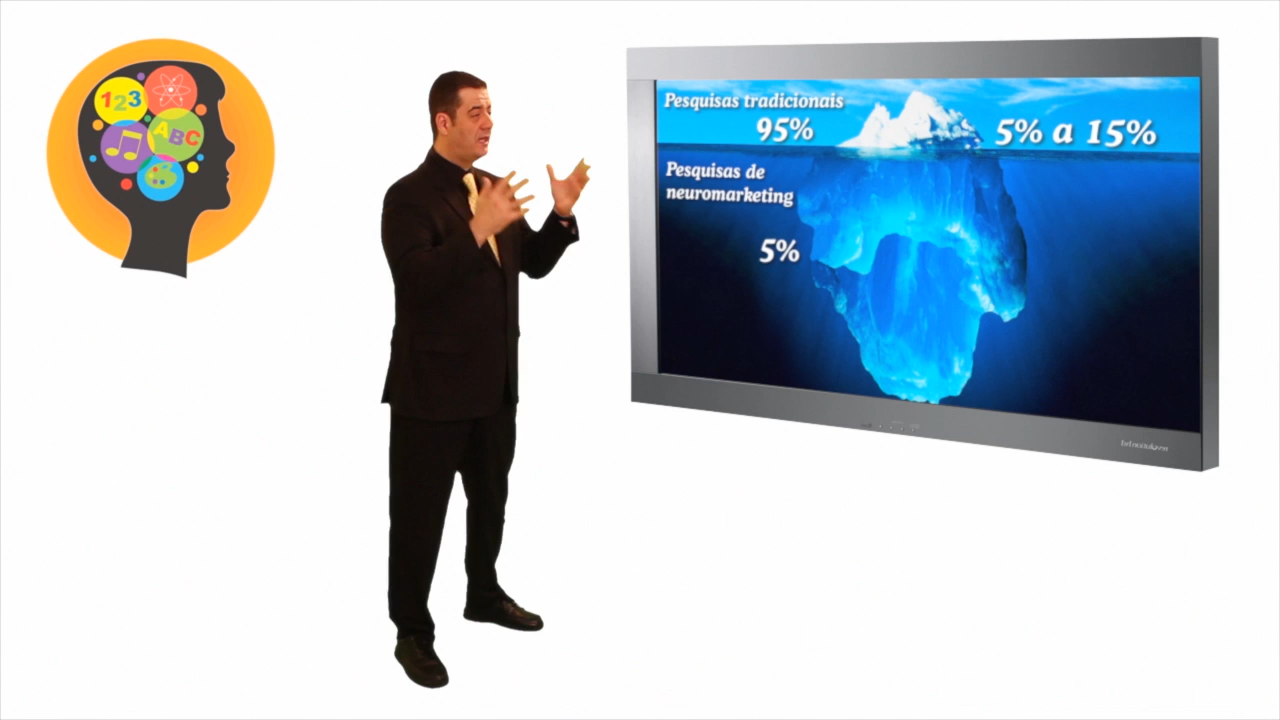 123
ABC
Pesquisas tradicionais
95%
5% a 15%
Pesquisas de
neuromarketing
5%